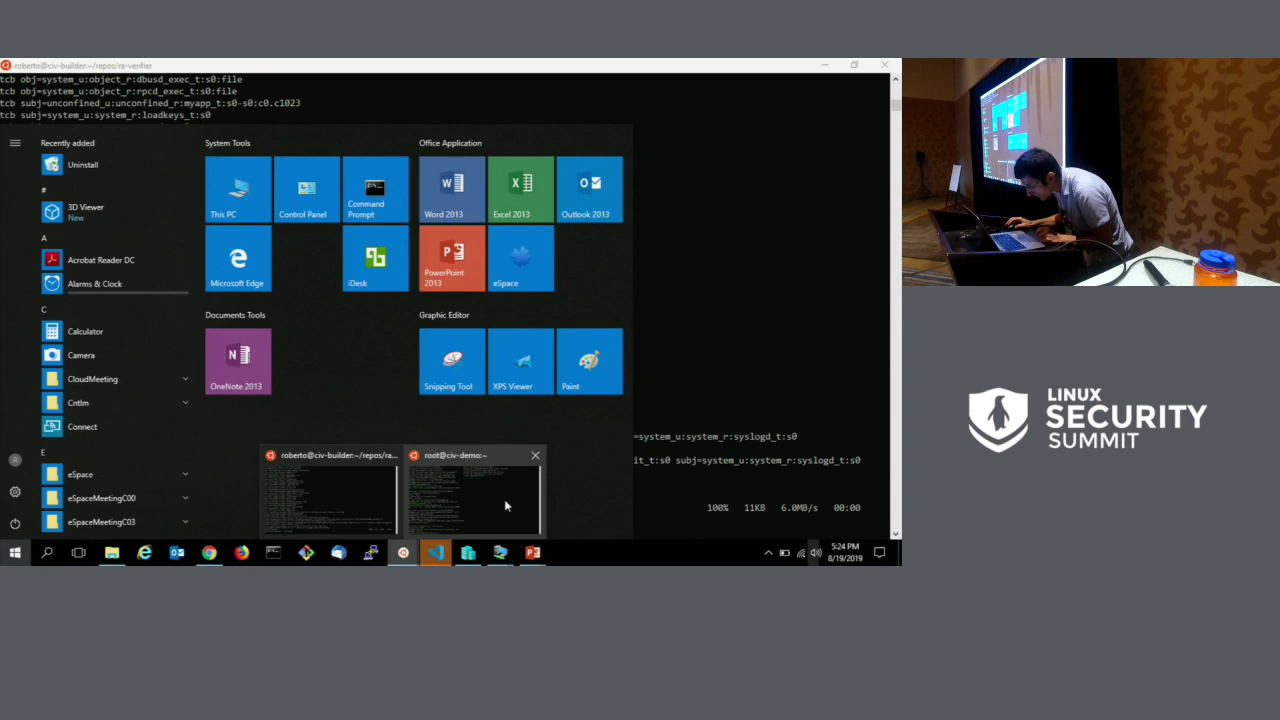 roberto@civ-builder:~/repos/ra-verifier
tcb obj=system_u:object_r:dbusd_exec_t:s0:file
tcb obj=system_u:object_r:rpcd_exec_t:s0:file
tcb subj=unconfined_u:unconfined_r:myapp_t:s0-s0:c0.c1023
tcb subj=system_u:system_r:loadkeys_t:s0
Recently added
Uninstall
#
3D Viewer
New
A
Acrobat Reader DC
Alarms & Clock
C
Calculator
Camera
CloudMeeting
Cntlm
Connect
E
eSpace
eSpaceMeetingC00
eSpaceMeetingC03
System Tools
This PC
Control Panel
Command
Prompt
Microsoft Edge
iDesk
Documents Tools
OneNote 2013
Office Application
Word 2013
Excel 2013
Outlook 2013
PowerPoint
2013
eSpace
Graphic Editor
Snipping Tool
XPS Viewer
Paint
=system_u:system_r:syslogd_t:s0
it_t:s0 subj=system_u:system_r:syslogd_t:s0
100% 11KB 6.0MB/s 00:00
roberto@civ-builder:~/repos/ra...
root@civ-demo:~
5:24 PM
8/19/2019
LINUX
SECURITY
SUMMIT